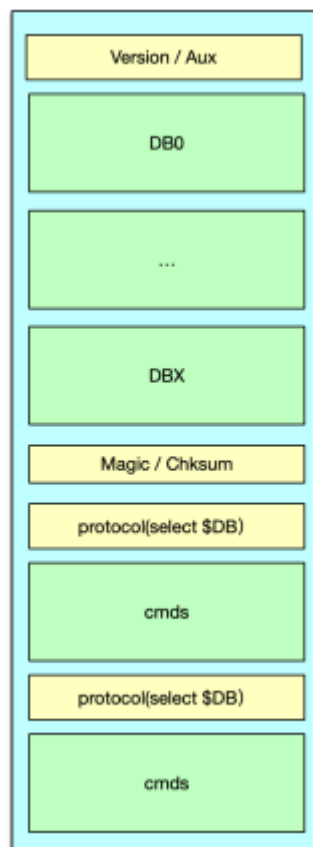 Version / Aux
DB0
...
DBX
Magic / Chksum
protocol(select $DB)
cmds
protocol(select $DB)
cmds